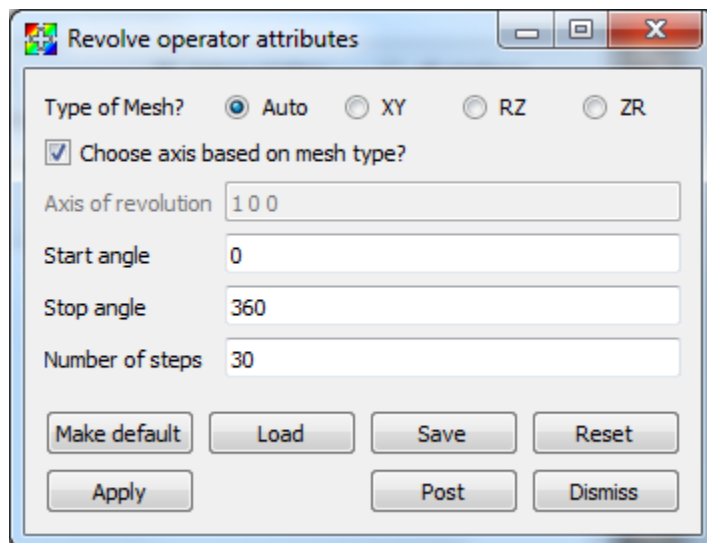 Revolve operator attributes
Type of Mesh? Auto XY RZ ZR
Choose axis based on mesh type?
Axis of revolution 1 0 0
Start angle 0
Stop angle 360
Number of steps 30
Make default Load Save Reset
Apply Post Dismiss